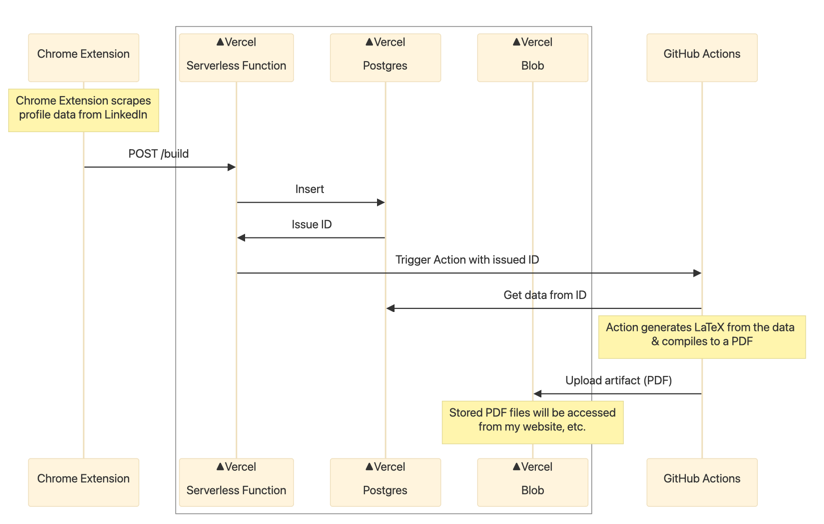 Chrome Extension
▲Vercel
Serverless Function
▲Vercel
Postgres
▲Vercel
Blob
GitHub Actions
Chrome Extension scrapes
profile data from LinkedIn
POST /build
Insert
Issue ID
Trigger Action with issued ID
Get data from ID
Action generates LaTeX from the data
& compiles to a PDF
Upload artifact (PDF)
Stored PDF files will be accessed
from my website, etc.
Chrome Extension
▲Vercel
Serverless Function
▲Vercel
Postgres
▲Vercel
Blob
GitHub Actions